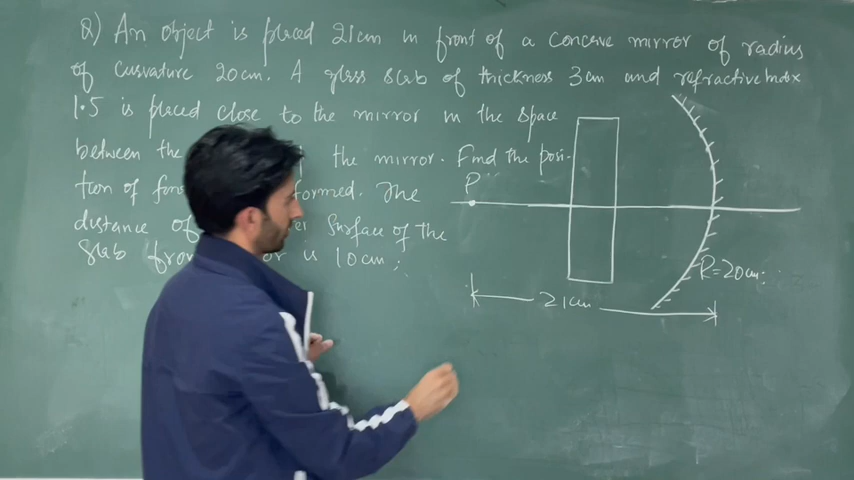 Q) An object is placed 21cm in front of a concave mirror of radius
of curvature 20cm. A glass slab of thickness 3cm and refractive index
1.5 is placed close to the mirror in the space
between the the mirror. Find the posi-
tion of formed. The
distance of surface of the
slab is 10cm.
P
R=20cm
21cm